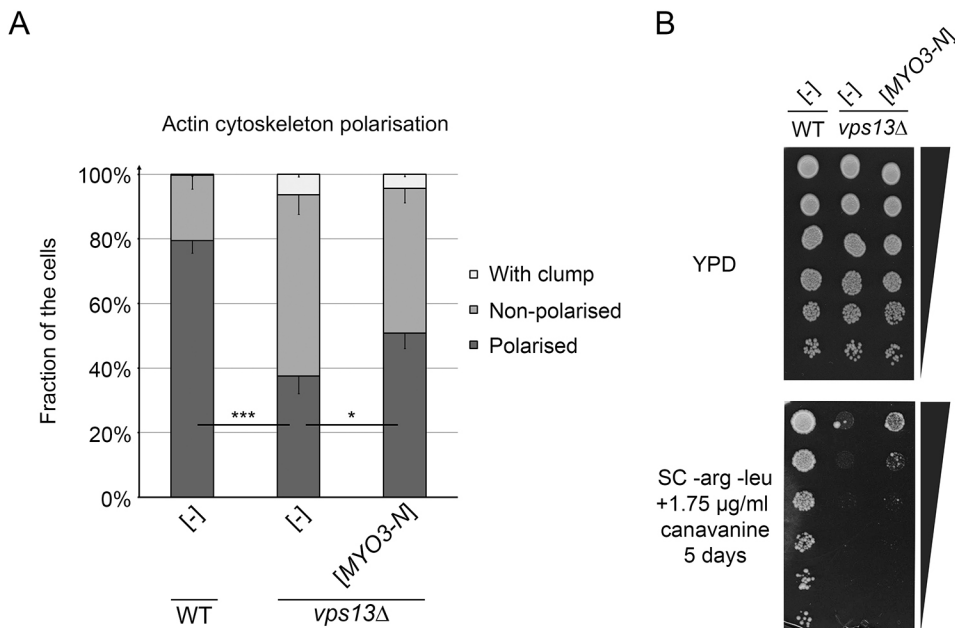 A
Actin cytoskeleton polarisation
Fraction of the cells
100%
80%
60%
40%
20%
0%
***
*
With clump
Non-polarised
Polarised
[-]
[-]
[MYO3-N]
WT
vps13Δ
B
[-]
[-]
[MYO3-N]
WT
vps13Δ
YPD
SC -arg -leu
+1.75 µg/ml
canavanine
5 days